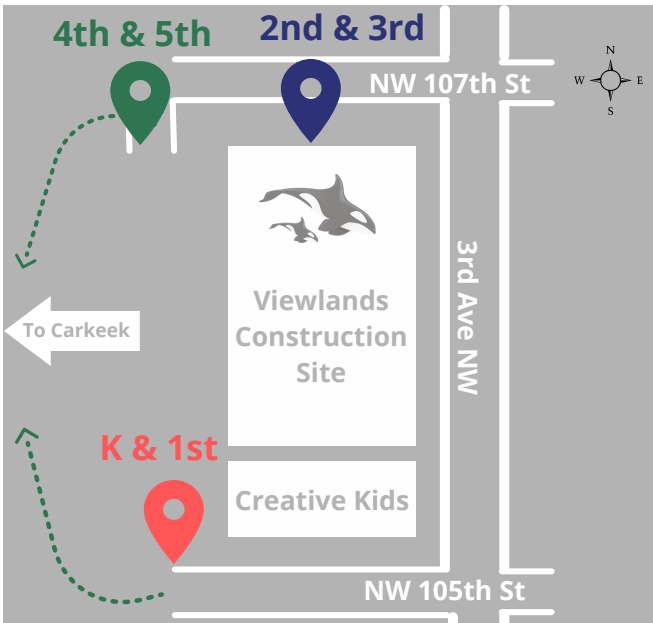 4th & 5th
2nd & 3rd
NW 107th St
N
W
E
S
3rd Ave NW
Viewlands
Construction
Site
To Carkeek
K & 1st
Creative Kids
NW 105th St